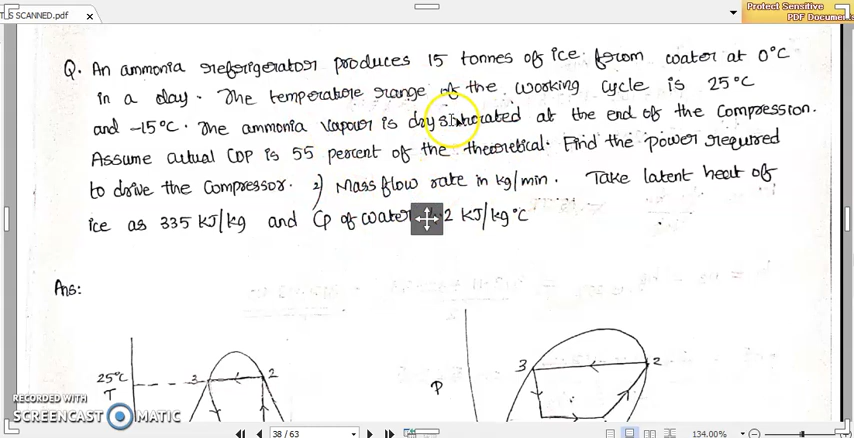 TLS SCANNED.pdf
Protect Sensitive
PDF Documen
Q. An ammonia refrigerator produces 15 tonnes of ice from water at 0°C
in a day. The temperature range of the working cycle is 25°C
and -15°C. The ammonia vapour is dry saturated at the end of the compression.
Assume actual COP is 55 percent of the theoretical. Find the power required
to drive the compressor. 2) Mass flow rate in kg/min. Take latent heat of
ice as 335 KJ/kg and Cp of water .2 KJ/kg°C
Ans:
25°C
T
3
2
P
3
2
RECORDED WITH
SCREENCAST MATIC
38 / 63
134.00%